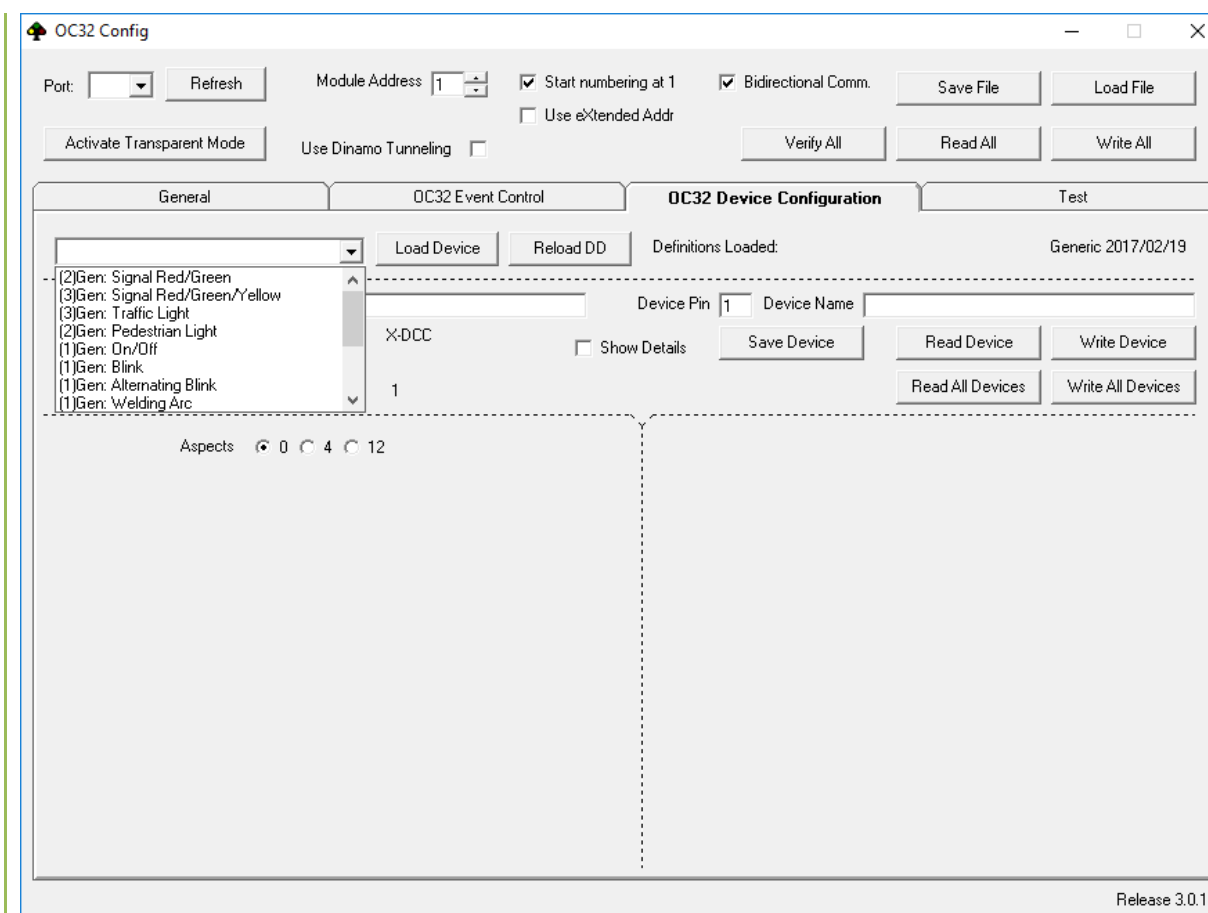 OC32 Config
Port: Refresh Module Address 1 Start numbering at 1 Bidirectional Comm. Save File Load File
Use eXtended Addr
Activate Transparent Mode Use Dinamo Tunneling Verify All Read All Write All
General OC32 Event Control OC32 Device Configuration Test
Load Device Reload DD Definitions Loaded: Generic 2017/02/19
(2)Gen: Signal Red/Green
(3)Gen: Signal Red/Green/Yellow
(3)Gen: Traffic Light
(2)Gen: Pedestrian Light
(1)Gen: On/Off
(1)Gen: Blink
(1)Gen: Alternating Blink
(1)Gen: Welding Arc
Device Pin 1 Device Name
X-DCC Show Details Save Device Read Device Write Device
1 Read All Devices Write All Devices
Aspects 0 4 12
Release 3.0.1